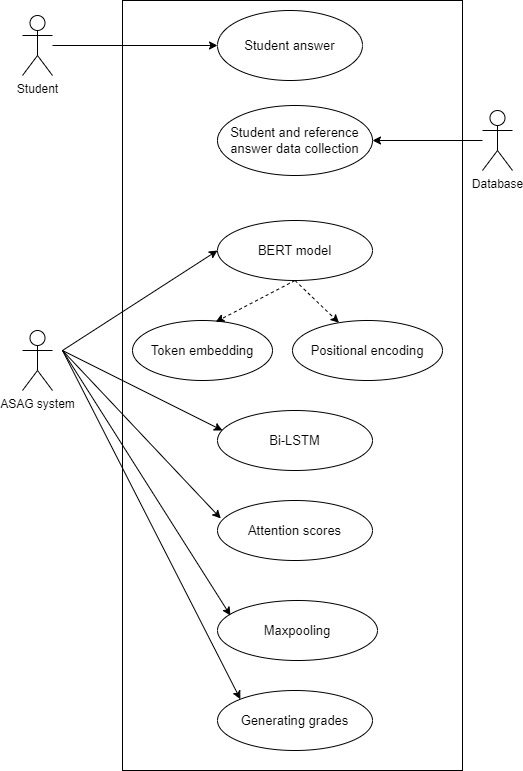 Student answer
Student
Student and reference
answer data collection
Database
BERT model
Token embedding
Positional encoding
ASAG system
Bi-LSTM
Attention scores
Maxpooling
Generating grades